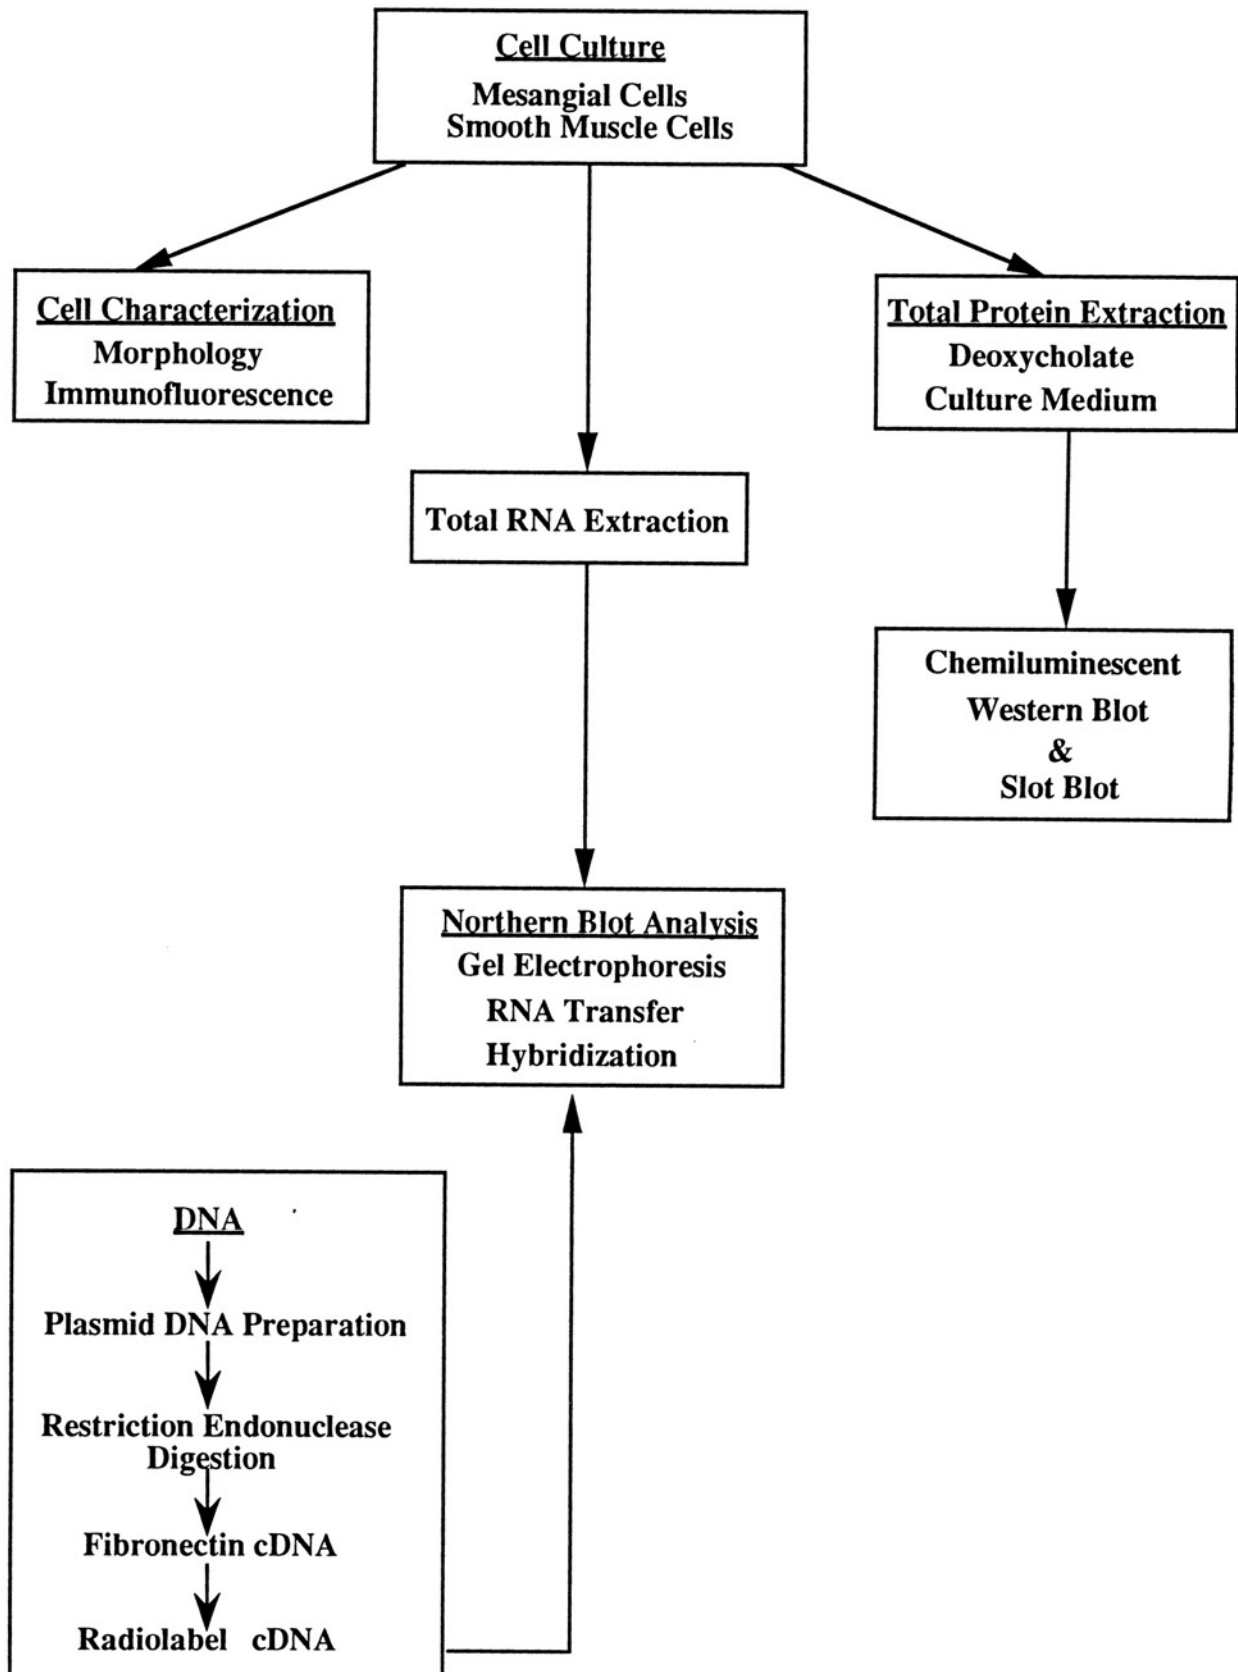 Cell Culture
Mesangial Cells
Smooth Muscle Cells
Cell Characterization
Morphology
Immunofluorescence
Total Protein Extraction
Deoxycholate
Culture Medium
Total RNA Extraction
Chemiluminescent
Western Blot
&
Slot Blot
Northern Blot Analysis
Gel Electrophoresis
RNA Transfer
Hybridization
DNA
Plasmid DNA Preparation
Restriction Endonuclease
Digestion
Fibronectin cDNA
Radiolabel cDNA